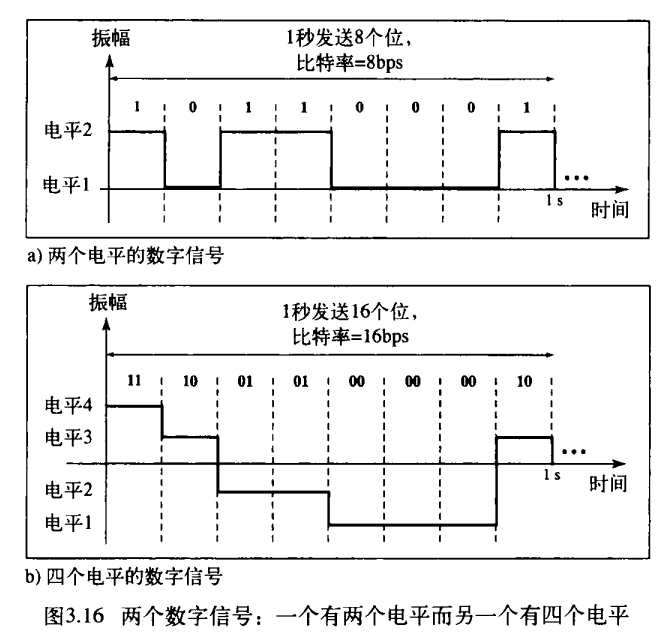 振幅
1秒发送8个位,
比特率=8bps
1 0 1 1 0 0 0 1
电平2
电平1
•••
1 s
时间
a) 两个电平的数字信号
振幅
1秒发送16个位,
比特率=16bps
11 10 01 01 00 00 00 10
电平4
电平3
•••
1 s
时间
电平2
电平1
b) 四个电平的数字信号
图3.16 两个数字信号：一个有两个电平而另一个有四个电平